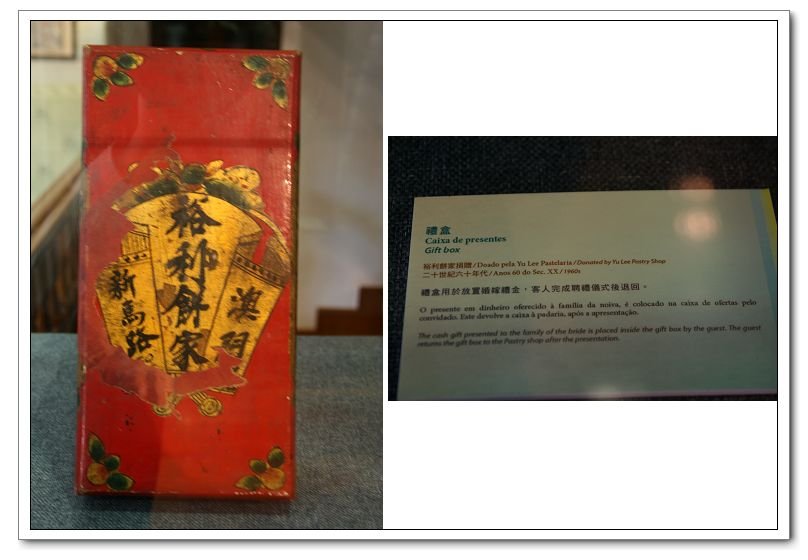 澳門
裕利餅家
新馬路
禮盒
Caixa de presentes
Gift box
裕利餅家捐贈/Doado pela Yu Lee Pastelaria/Donated by Yu Lee Pastry Shop
二十世紀六十年代/Anos 60 do Sec. XX/1960s
禮盒用於放置婚嫁禮金，客人完成聘禮儀式後退回。
O presente em dinheiro oferecido à família da noiva, é colocado na caixa de ofertas pelo
convidado. Este devolve a caixa à padaria, após a apresentação.
The cash gift presented to the family of the bride is placed inside the gift box by the guest. The guest
returns the gift box to the Pastry shop after the presentation.